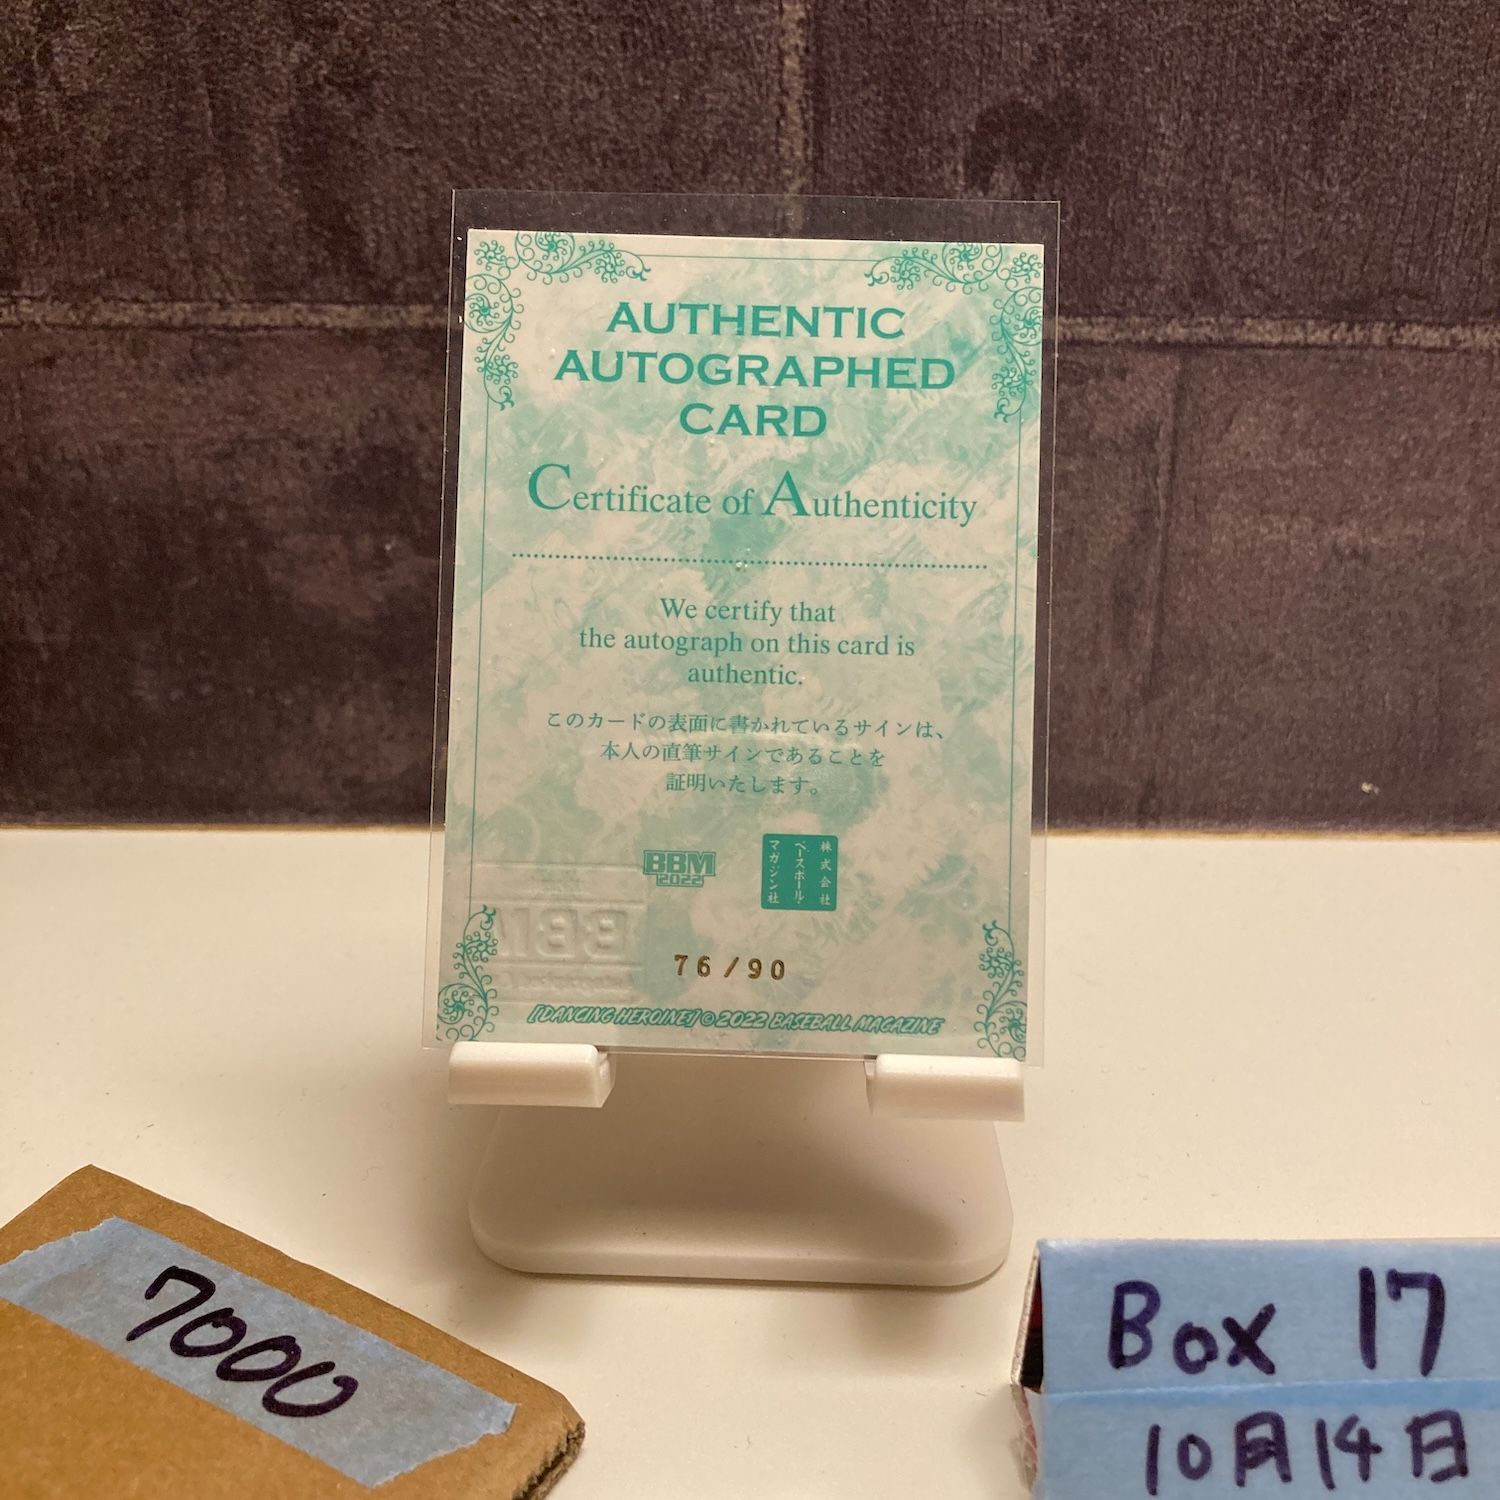 AUTHENTIC
AUTOGRAPHED
CARD
Certificate of Authenticity
We certify that
the autograph on this card is
authentic.
このカードの表面に書かれているサインは、
本人の直筆サインであることを
証明いたします。
BBM
2022
株式会社
ベースボール・
マガジン社
76/90
[DANCING HEROINE] © 2022 BASEBALL MAGAZINE
7000
Box 17
10月14日